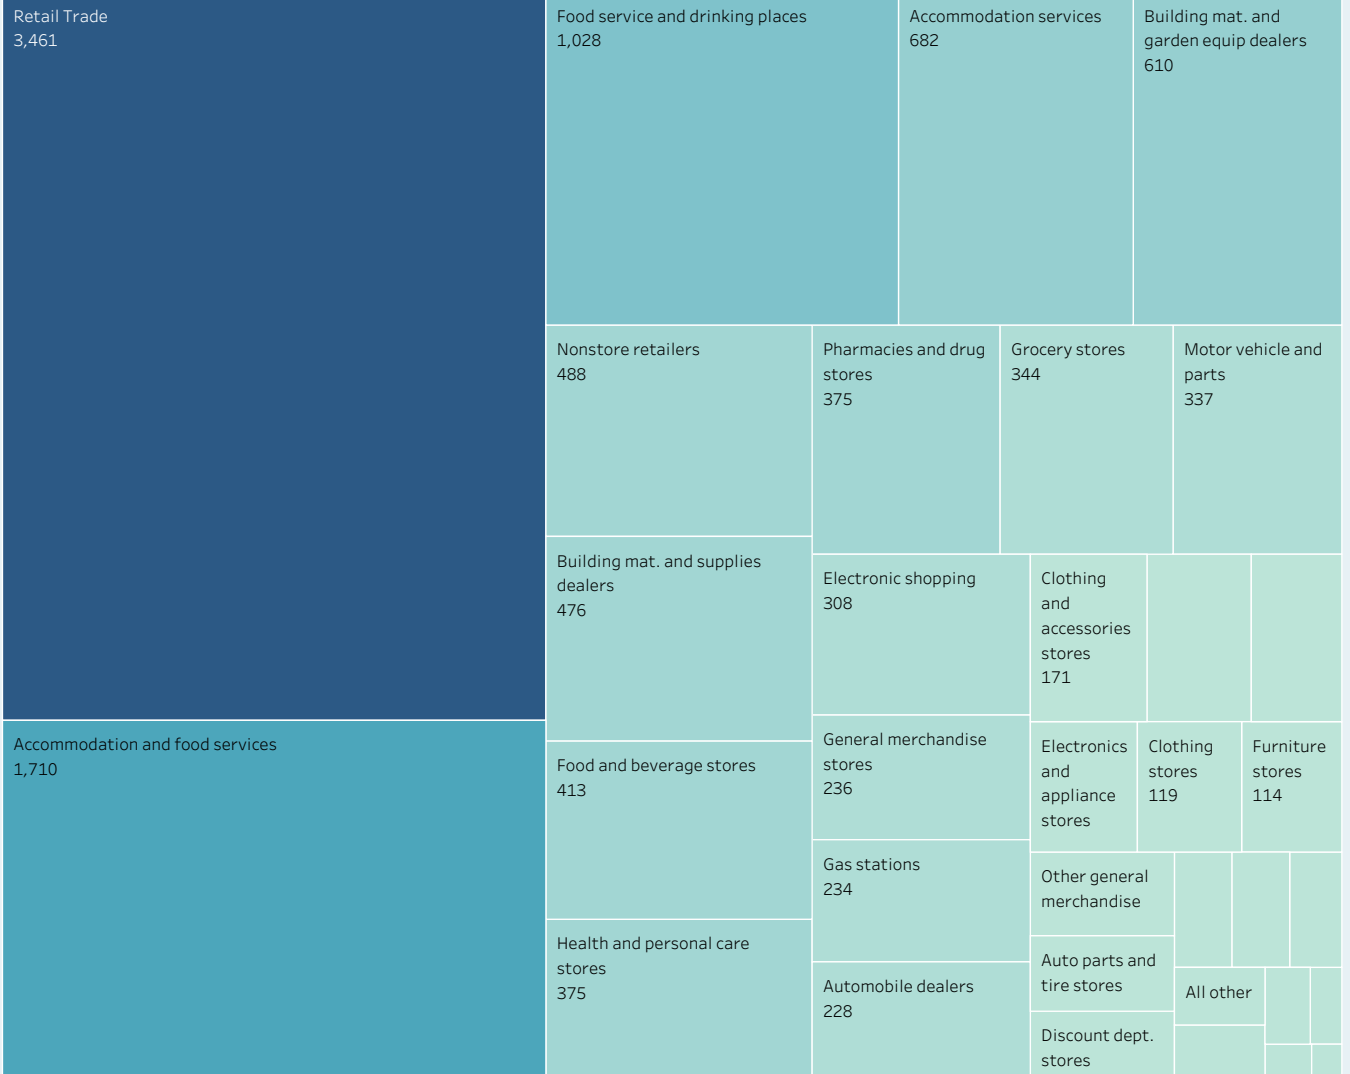 Retail Trade
3,461
Accommodation and food services
1,710
Food service and drinking places
1,028
Accommodation services
682
Building mat. and
garden equip dealers
610
Nonstore retailers
488
Building mat. and supplies
dealers
476
Food and beverage stores
413
Health and personal care
stores
375
Pharmacies and drug
stores
375
Grocery stores
344
Motor vehicle and
parts
337
Electronic shopping
308
General merchandise
stores
236
Gas stations
234
Automobile dealers
228
Clothing
and
accessories
stores
171
Electronics
and
appliance
stores
Clothing
stores
119
Furniture
stores
114
Other general
merchandise
Auto parts and
tire stores
Discount dept.
stores
All other